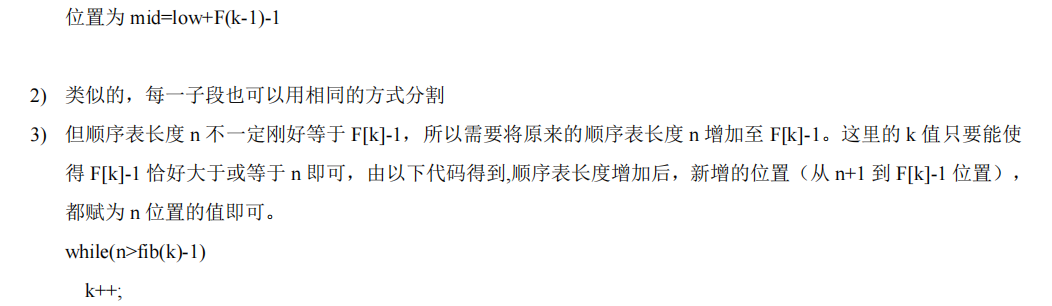 位置为 mid=low+F(k-1)-1
2) 类似的，每一子段也可以用相同的方式分割
3) 但顺序表长度 n 不一定刚好等于 F[k]-1，所以需要将原来的顺序表长度 n 增加至 F[k]-1。这里的 k 值只要能使
得 F[k]-1 恰好大于或等于 n 即可，由以下代码得到,顺序表长度增加后，新增的位置（从 n+1 到 F[k]-1 位置），
都赋为 n 位置的值即可。
while(n>fib(k)-1)
k++;